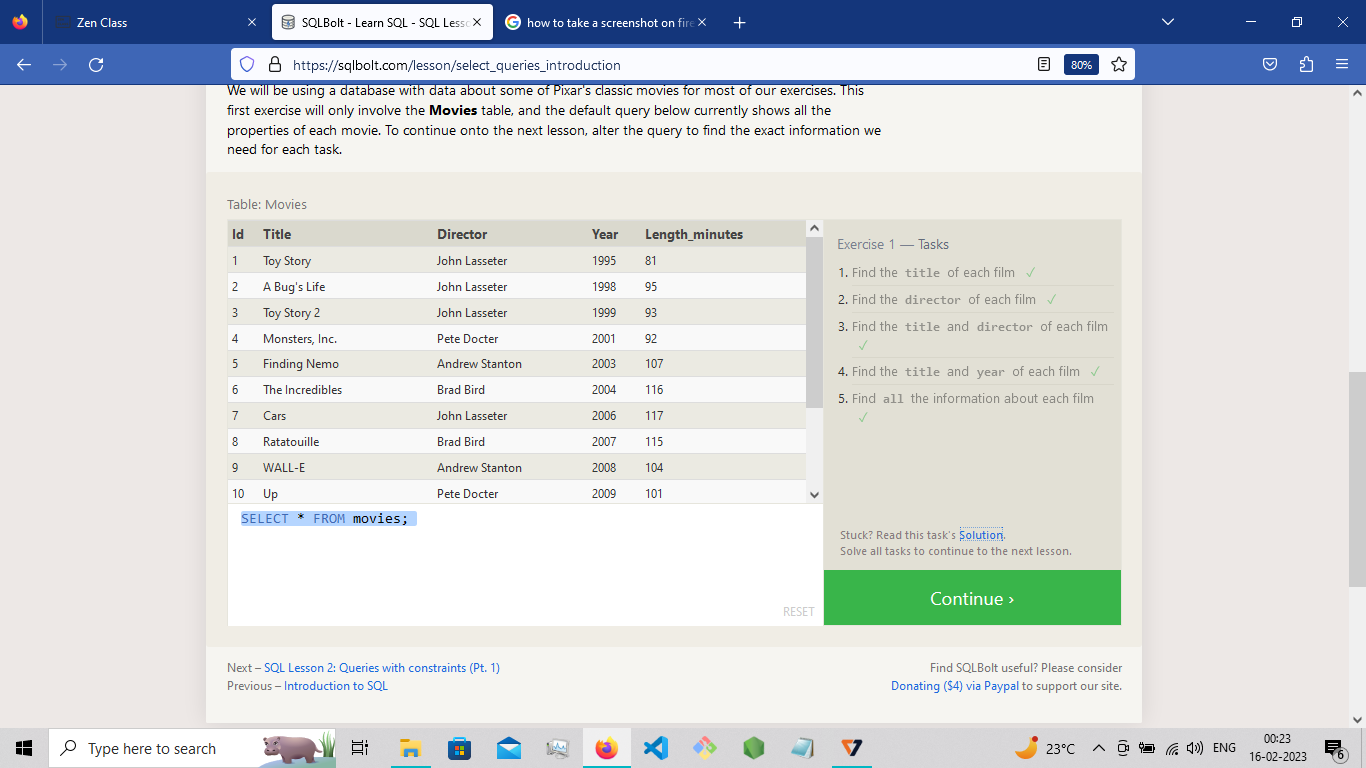 Zen Class
SQLBolt - Learn SQL - SQL Less
how to take a screenshot on fire
https://sqlbolt.com/lesson/select_queries_introduction
80%
We will be using a database with data about some of Pixar's classic movies for most of our exercises. This
first exercise will only involve the Movies table, and the default query below currently shows all the
properties of each movie. To continue onto the next lesson, alter the query to find the exact information we
need for each task.
Table: Movies
Id Title Director Year Length_minutes
1 Toy Story John Lasseter 1995 81
2 A Bug's Life John Lasseter 1998 95
3 Toy Story 2 John Lasseter 1999 93
4 Monsters, Inc. Pete Docter 2001 92
5 Finding Nemo Andrew Stanton 2003 107
6 The Incredibles Brad Bird 2004 116
7 Cars John Lasseter 2006 117
8 Ratatouille Brad Bird 2007 115
9 WALL-E Andrew Stanton 2008 104
10 Up Pete Docter 2009 101
SELECT * FROM movies;
RESET
Exercise 1 — Tasks
1. Find the title of each film ✓
2. Find the director of each film ✓
3. Find the title and director of each film
✓
4. Find the title and year of each film ✓
5. Find all the information about each film
✓
Stuck? Read this task's Solution.
Solve all tasks to continue to the next lesson.
Continue ›
Next – SQL Lesson 2: Queries with constraints (Pt. 1)
Previous – Introduction to SQL
Find SQLBolt useful? Please consider
Donating ($4) via Paypal to support our site.
Type here to search
23°C
ENG
00:23
16-02-2023
6